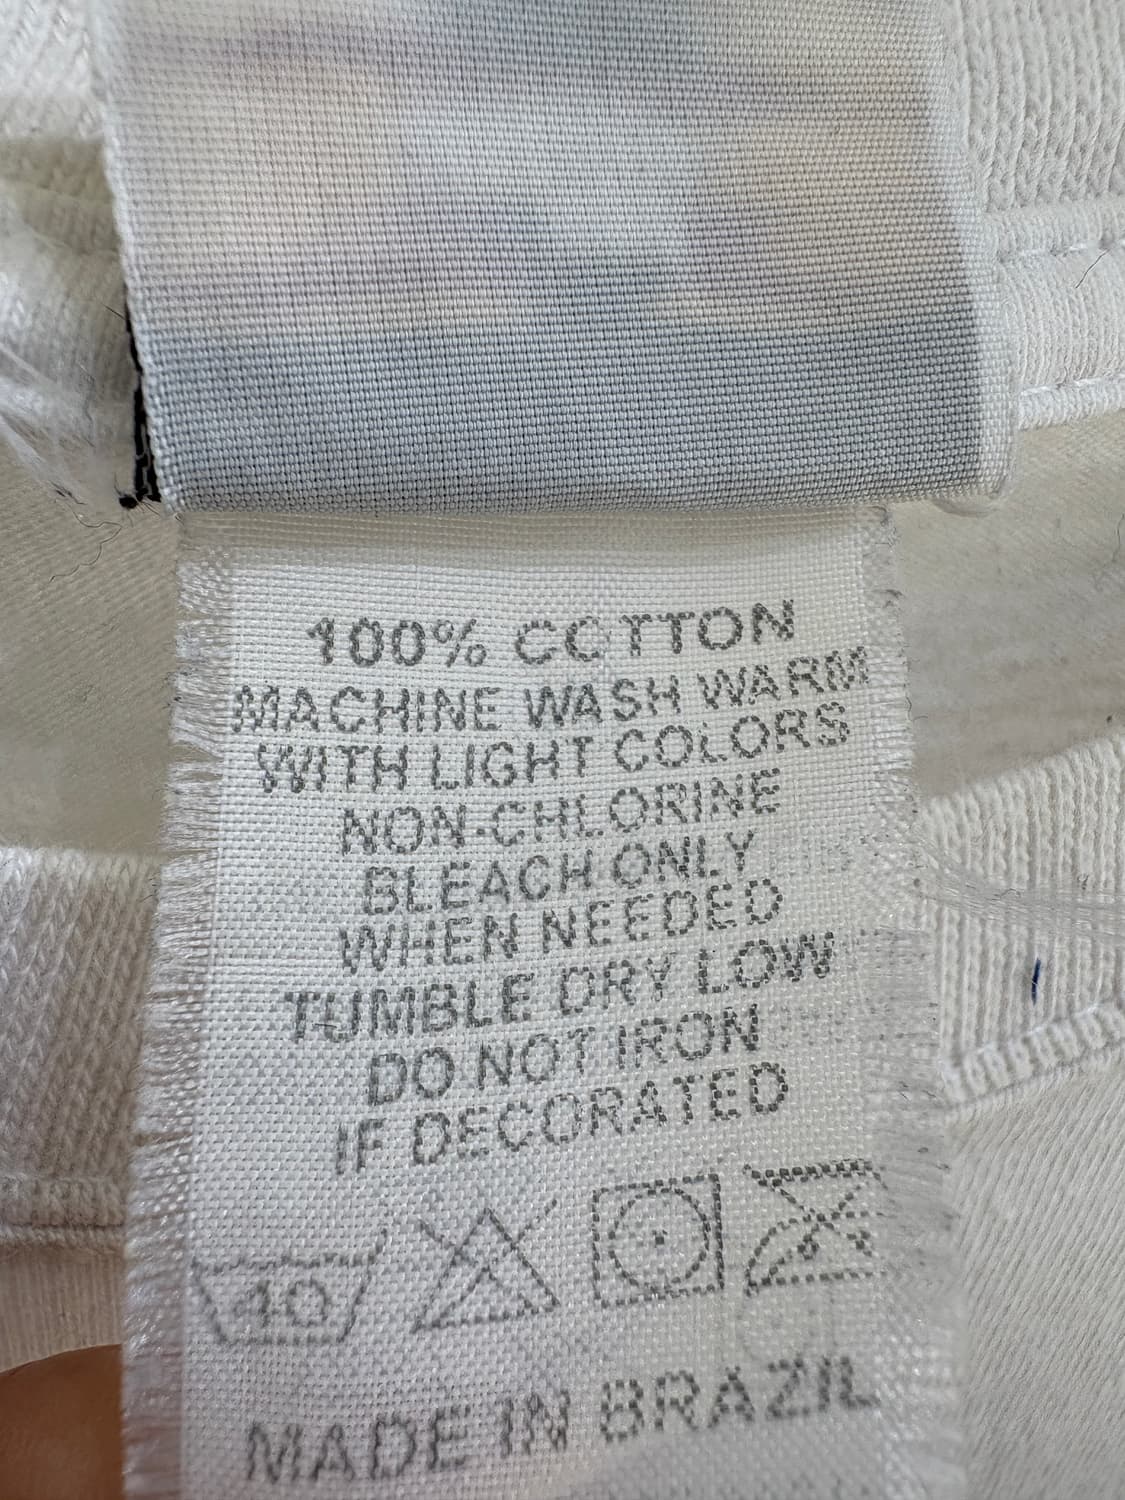 100% COTTON
MACHINE WASH WARM
WITH LIGHT COLORS
NON-CHLORINE
BLEACH ONLY
WHEN NEEDED
TUMBLE DRY LOW
DO NOT IRON
IF DECORATED
40
MADE IN BRAZIL